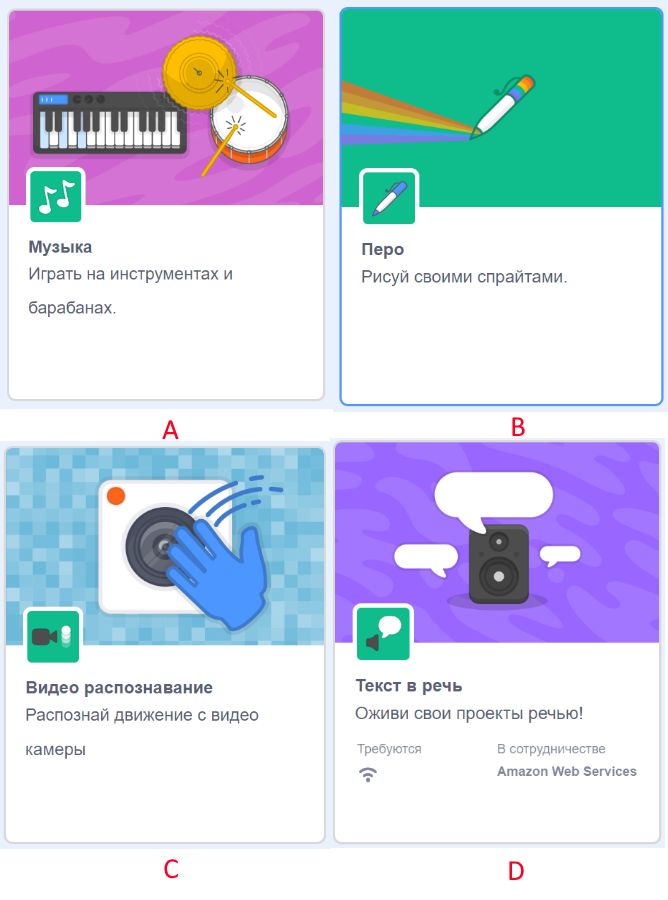 Музыка
Играть на инструментах и
барабанах.
A
Перо
Рисуй своими спрайтами.
B
Видео распознавание
Распознай движение с видео
камеры
C
Текст в речь
Оживи свои проекты речью!
Требуются В сотрудничестве
Amazon Web Services
D